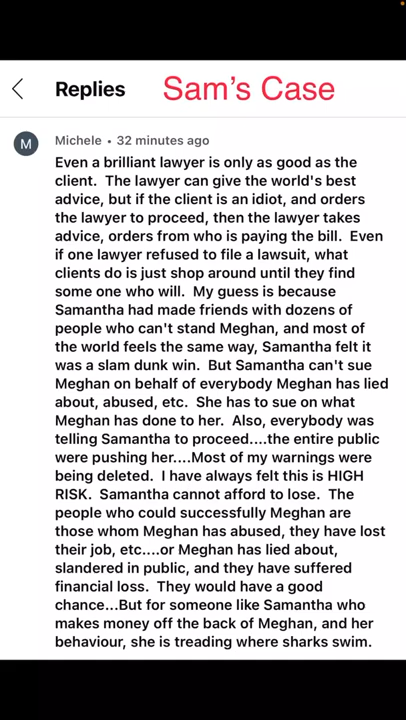 Replies
Sam's Case
M
Michele • 32 minutes ago
Even a brilliant lawyer is only as good as the
client. The lawyer can give the world's best
advice, but if the client is an idiot, and orders
the lawyer to proceed, then the lawyer takes
advice, orders from who is paying the bill. Even
if one lawyer refused to file a lawsuit, what
clients do is just shop around until they find
some one who will. My guess is because
Samantha had made friends with dozens of
people who can't stand Meghan, and most of
the world feels the same way, Samantha felt it
was a slam dunk win. But Samantha can't sue
Meghan on behalf of everybody Meghan has lied
about, abused, etc. She has to sue on what
Meghan has done to her. Also, everybody was
telling Samantha to proceed....the entire public
were pushing her....Most of my warnings were
being deleted. I have always felt this is HIGH
RISK. Samantha cannot afford to lose. The
people who could successfully Meghan are
those whom Meghan has abused, they have lost
their job, etc....or Meghan has lied about,
slandered in public, and they have suffered
financial loss. They would have a good
chance...But for someone like Samantha who
makes money off the back of Meghan, and her
behaviour, she is treading where sharks swim.